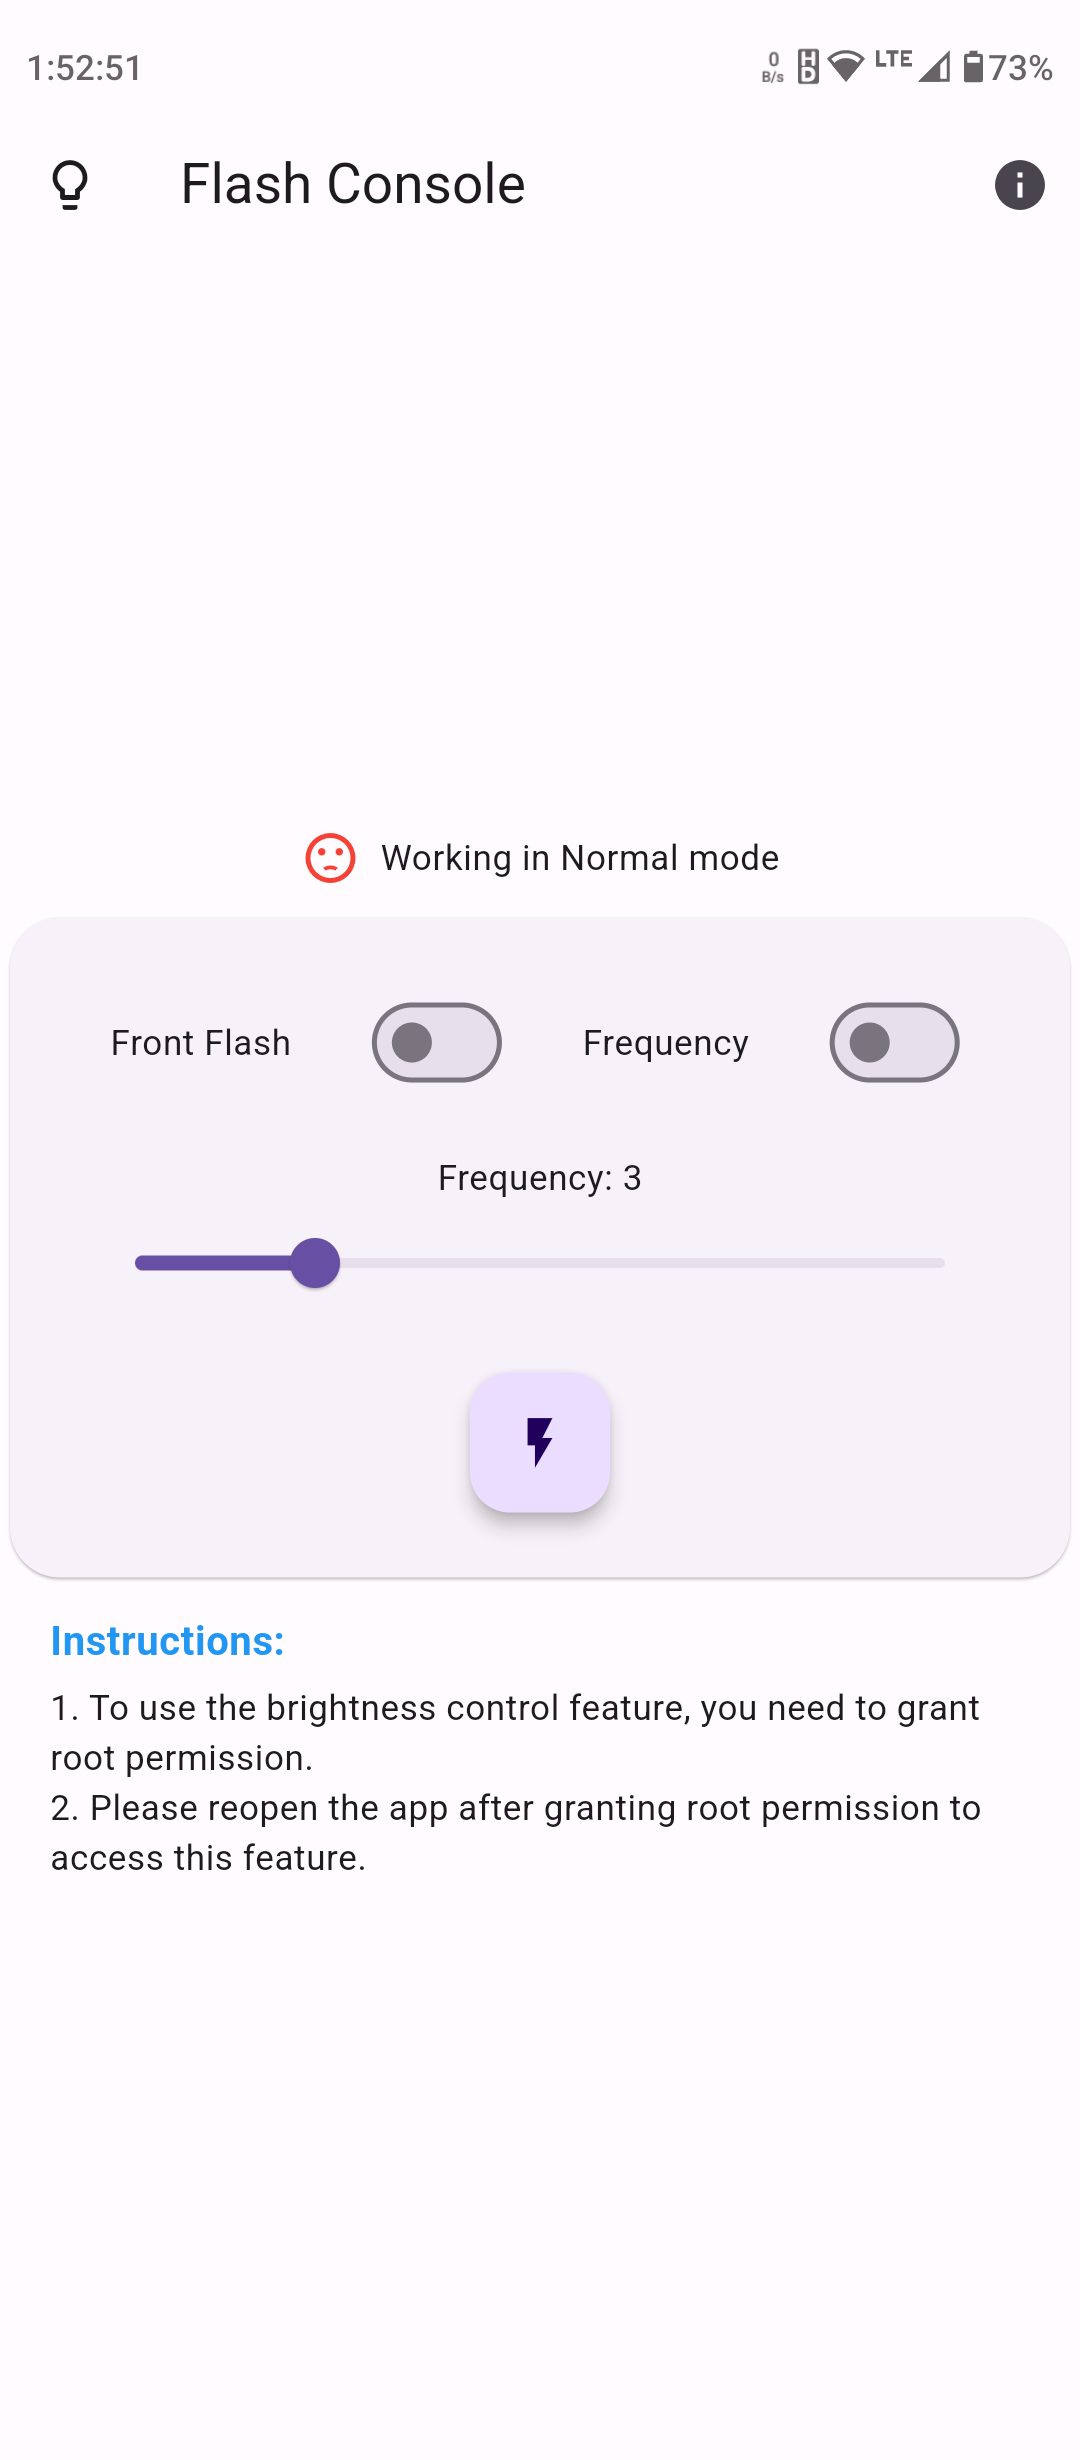 1:52:51
0
B/s
HD
LTE
73%
Flash Console
Working in Normal mode
Front Flash
Frequency
Frequency: 3
Instructions:
1. To use the brightness control feature, you need to grant
root permission.
2. Please reopen the app after granting root permission to
access this feature.